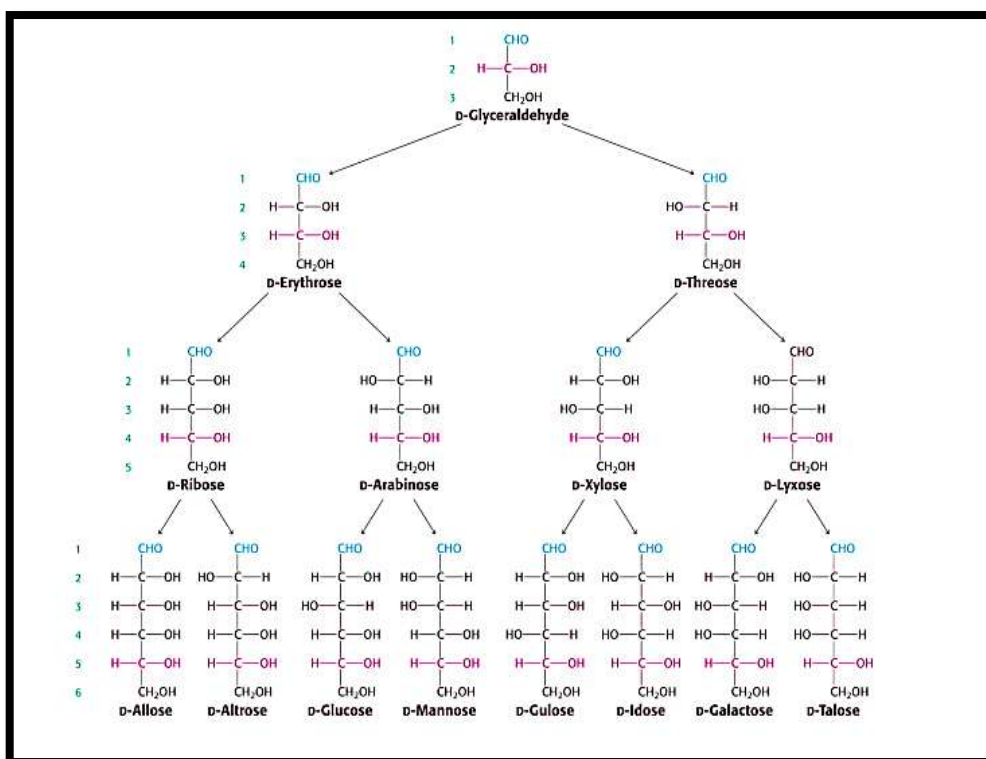 1 CHO
2 H—C—OH
3 CH₂OH
D-Glyceraldehyde
1 CHO CHO
2 H—C—OH HO—C—H
3 H—C—OH H—C—OH
4 CH₂OH CH₂OH
D-Erythrose D-Threose
1 CHO CHO CHO CHO
2 H—C—OH HO—C—H H—C—OH HO—C—H
3 H—C—OH H—C—OH HO—C—H HO—C—H
4 H—C—OH H—C—OH H—C—OH H—C—OH
5 CH₂OH CH₂OH CH₂OH CH₂OH
D-Ribose D-Arabinose D-Xylose D-Lyxose
1 CHO CHO CHO CHO CHO CHO CHO CHO
2 H—C—OH HO—C—H H—C—OH HO—C—H H—C—OH HO—C—H H—C—OH HO—C—H
3 H—C—OH H—C—OH HO—C—H HO—C—H H—C—OH H—C—OH HO—C—H HO—C—H
4 H—C—OH H—C—OH H—C—OH H—C—OH HO—C—H HO—C—H HO—C—H HO—C—H
5 H—C—OH H—C—OH H—C—OH H—C—OH H—C—OH H—C—OH H—C—OH H—C—OH
6 CH₂OH CH₂OH CH₂OH CH₂OH CH₂OH CH₂OH CH₂OH CH₂OH
D-Allose D-Altrose D-Glucose D-Mannose D-Gulose D-Idose D-Galactose D-Talose